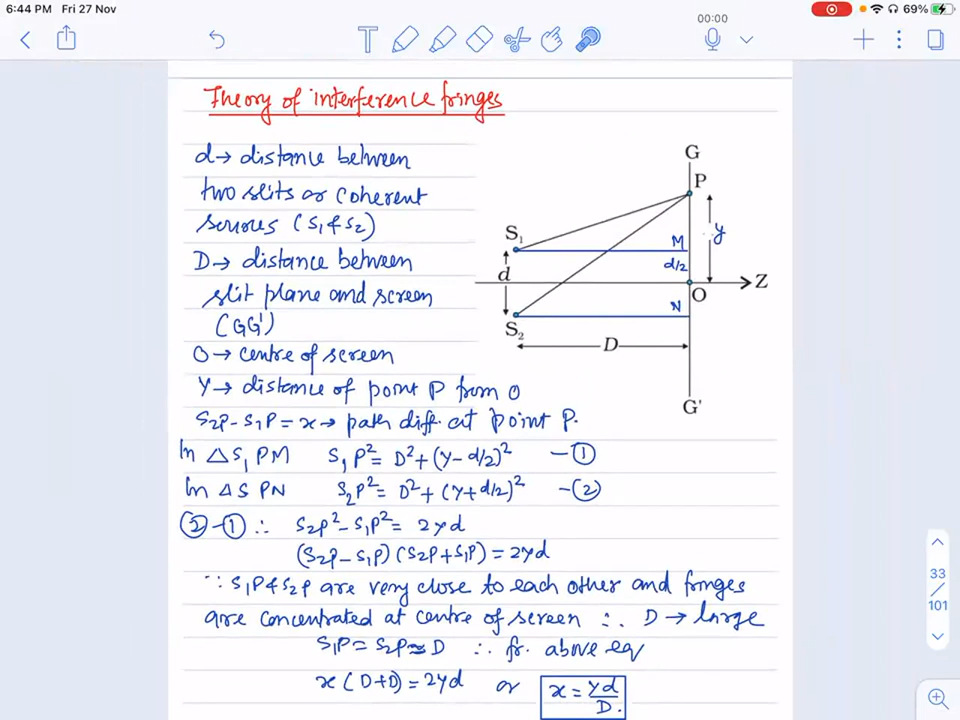 6:44 PM Fri 27 Nov
69%
00:00
T
Theory of interference fringes
d→ distance between
two slits or coherent
sources (S1 & S2)
D→ distance between
slit plane and screen
(GG')
O→ centre of screen
Y→ distance of point P from O
S2P-S1P=x→ path diff. at point P.
In △S1PM S1P²= D²+(Y-d/2)² -①
In △S PN S2P²= D²+(Y+d/2)² -②
②-① ∴ S2P²-S1P²= 2yd
(S2P-S1P)(S2P+S1P)=2yd
∵ S1P & S2P are very close to each other and fringes
are concentrated at centre of screen ∴ D→ large
S1P=S2P≃D ∴ fr. above eq
x(D+D)=2yd or x=Yd/D.
G
P
y
S1
M
d/2
d
O
Z
N
S2
D
G'
33
/
101